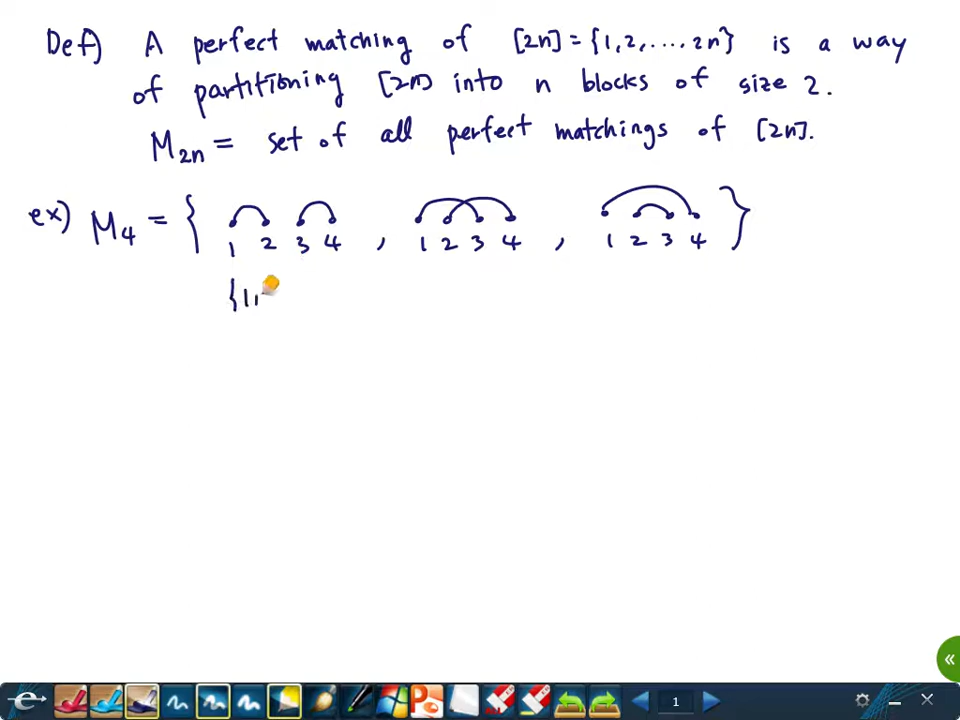 Def) A perfect matching of [2n] = {1,2,....2n} is a way
of partitioning [2n] into n blocks of size 2.
M₂ₙ = set of all perfect matchings of [2n].
ex) M₄ = { 1 2 3 4 , 1 2 3 4 , 1 2 3 4 }
{1,
1